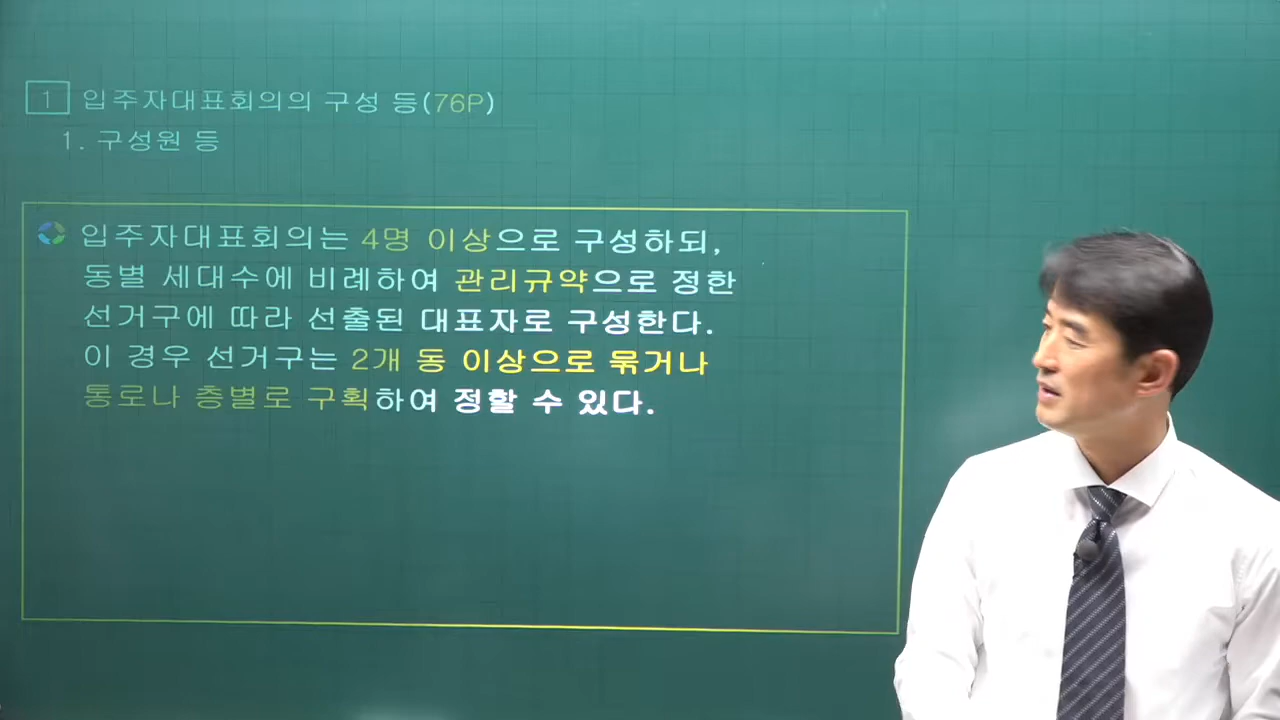 1 입주자대표회의의 구성 등(76P)
1. 구성원 등
입주자대표회의는 4명 이상으로 구성하되,
동별 세대수에 비례하여 관리규약으로 정한
선거구에 따라 선출된 대표자로 구성한다.
이 경우 선거구는 2개 동 이상으로 묶거나
통로나 층별로 구획하여 정할 수 있다.